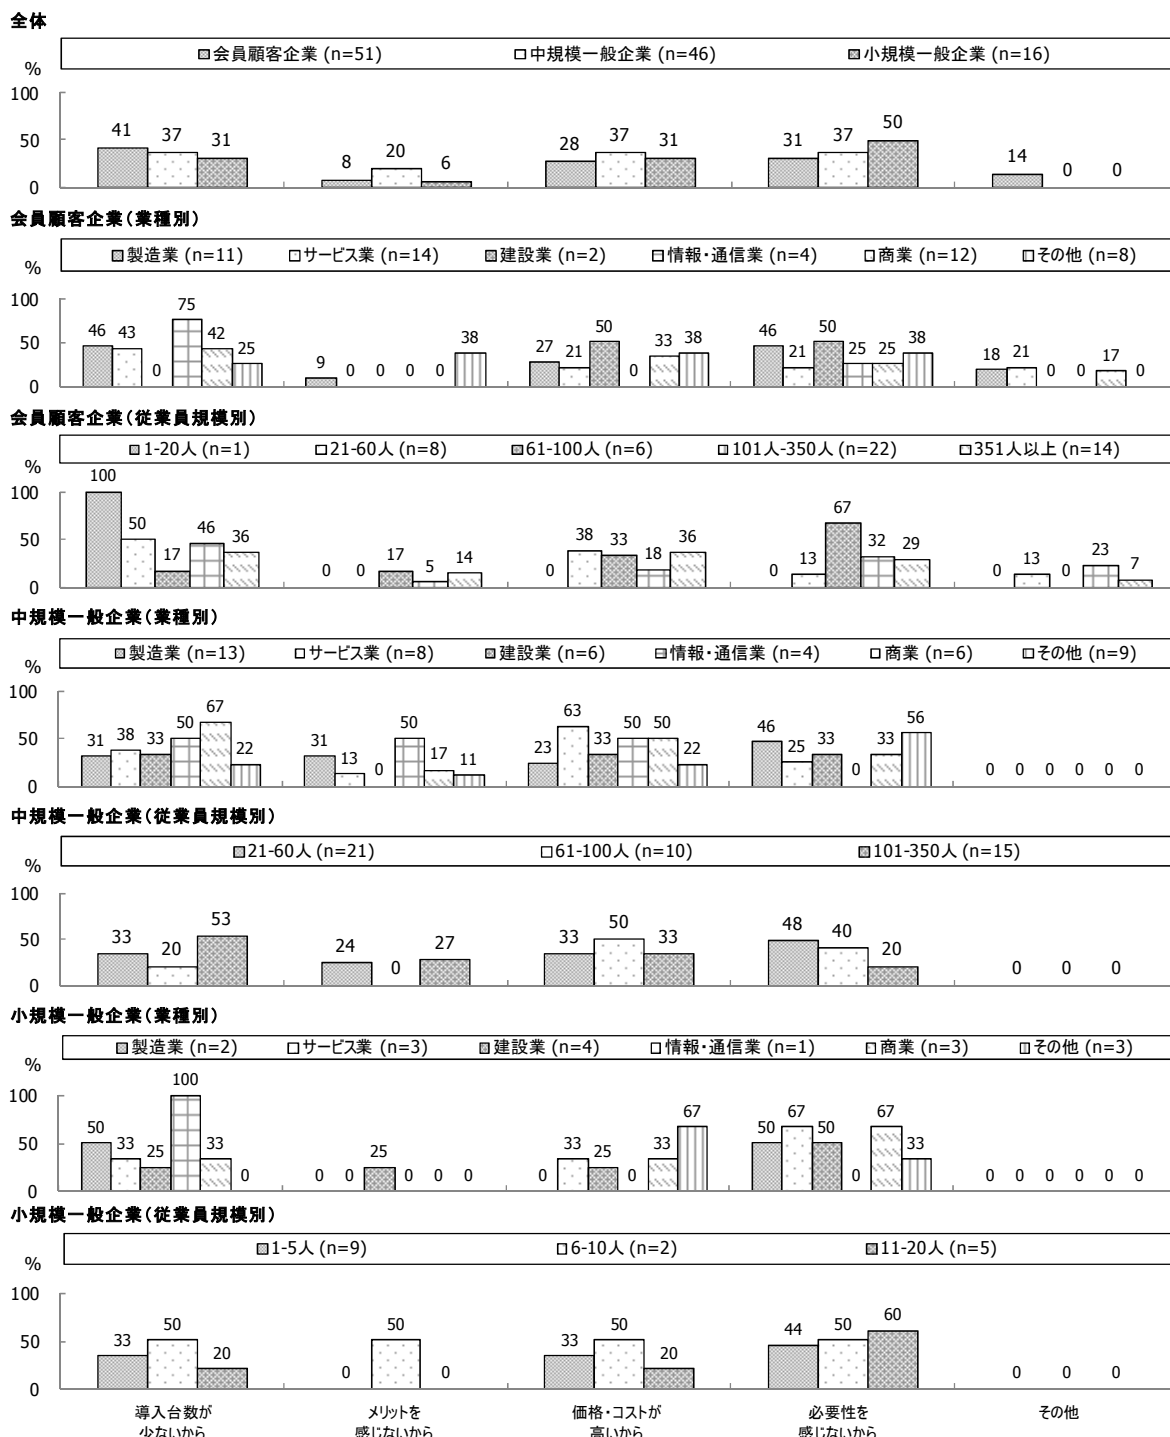 全体
■会員顧客企業 (n=51) □中規模一般企業 (n=46) ■小規模一般企業 (n=16)
%
100
50
0
41 37 31 8 20 6 28 37 31 31 37 50 14 0 0
会員顧客企業(業種別)
■製造業 (n=11) □サービス業 (n=14) ■建設業 (n=2) □情報・通信業 (n=4) □商業 (n=12) □その他 (n=8)
%
100
50
0
46 43 0 75 42 25 9 0 0 0 0 38 27 21 50 0 33 38 46 21 50 25 25 38 18 21 0 0 17 0
会員顧客企業(従業員規模別)
■1-20人 (n=1) □21-60人 (n=8) ■61-100人 (n=6) □101人-350人 (n=22) □351人以上 (n=14)
%
100
50
0
100 50 17 46 36 0 0 17 5 14 0 38 33 18 36 0 13 67 32 29 0 13 0 23 7
中規模一般企業(業種別)
■製造業 (n=13) □サービス業 (n=8) ■建設業 (n=6) □情報・通信業 (n=4) □商業 (n=6) □その他 (n=9)
%
100
50
0
31 38 33 50 67 22 31 13 0 50 17 11 23 63 33 50 50 22 46 25 33 0 33 56 0 0 0 0 0 0
中規模一般企業(従業員規模別)
■21-60人 (n=21) □61-100人 (n=10) ■101-350人 (n=15)
%
100
50
0
33 20 53 24 0 27 33 50 33 48 40 20 0 0 0
小規模一般企業(業種別)
■製造業 (n=2) □サービス業 (n=3) ■建設業 (n=4) □情報・通信業 (n=1) □商業 (n=3) □その他 (n=3)
%
100
50
0
50 33 25 100 33 0 0 0 25 0 0 0 0 33 25 0 33 67 50 67 50 0 67 33 0 0 0 0 0 0
小規模一般企業(従業員規模別)
■1-5人 (n=9) □6-10人 (n=2) ■11-20人 (n=5)
%
100
50
0
33 50 20 0 50 0 33 50 20 44 50 60 0 0 0
導入台数が メリットを 価格・コストが 必要性を その他
少ないから 感じないから 高いから 感じないから